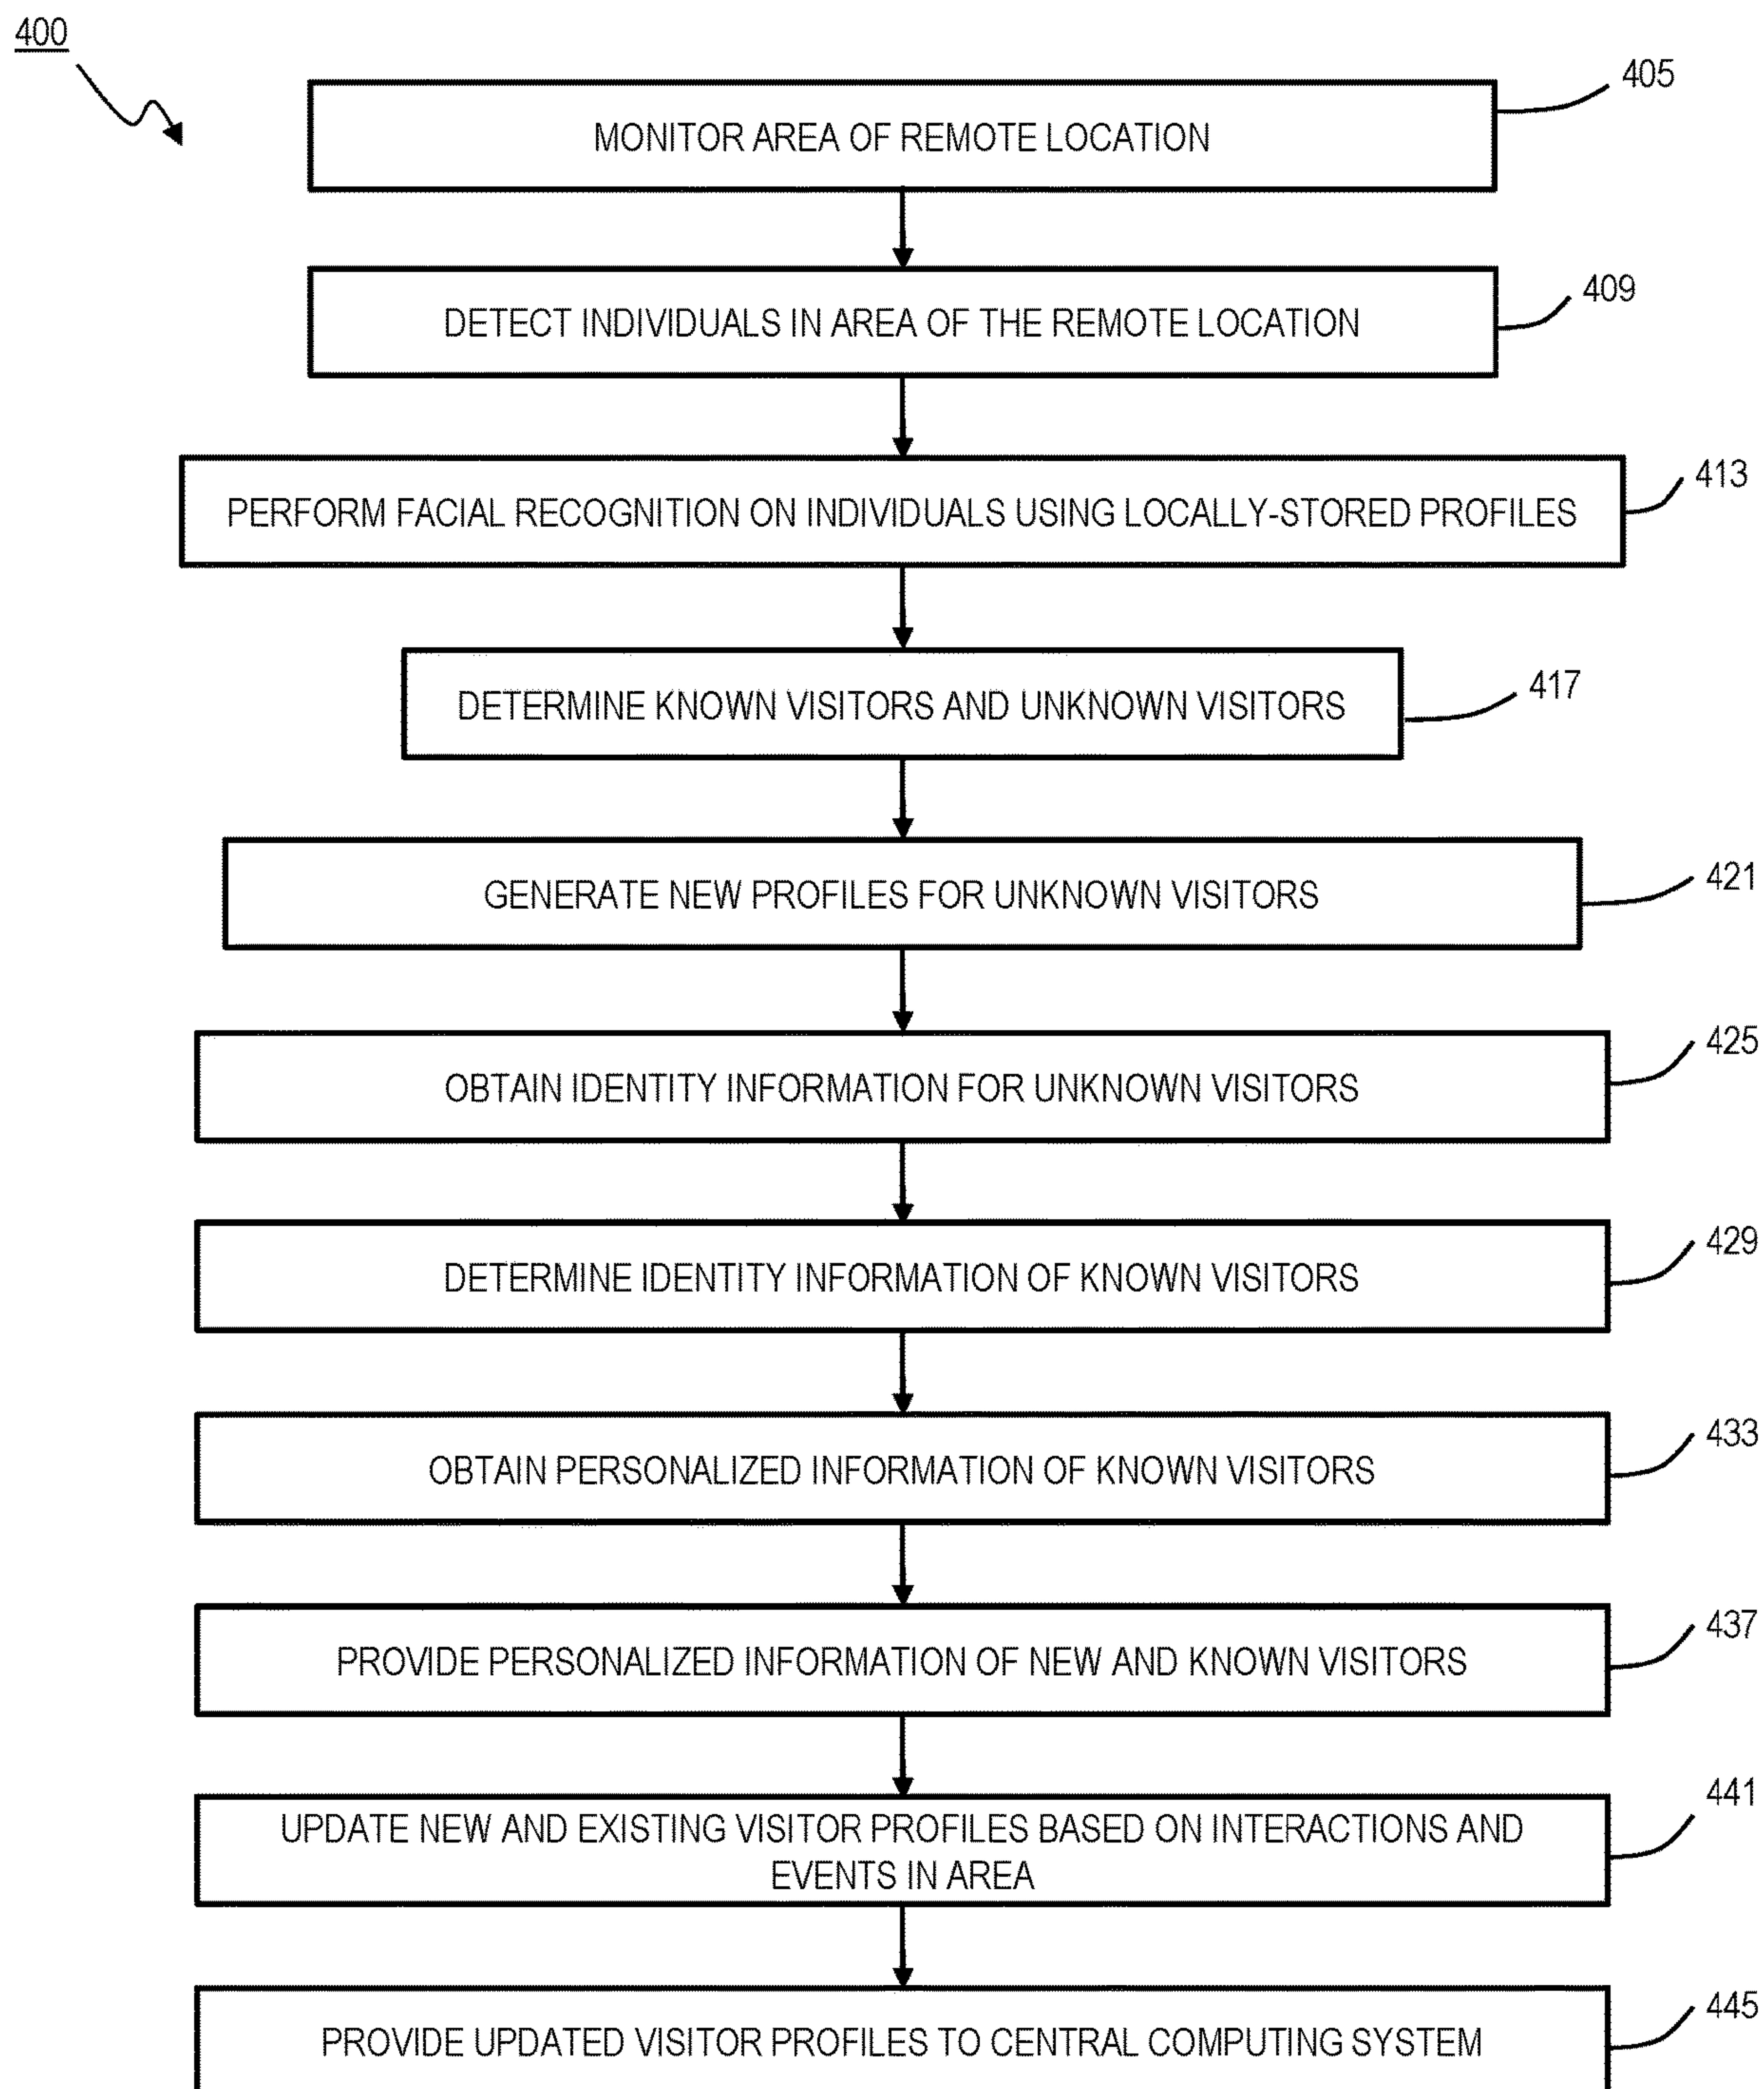 400
405
MONITOR AREA OF REMOTE LOCATION
409
DETECT INDIVIDUALS IN AREA OF THE REMOTE LOCATION
413
PERFORM FACIAL RECOGNITION ON INDIVIDUALS USING LOCALLY-STORED PROFILES
417
DETERMINE KNOWN VISITORS AND UNKNOWN VISITORS
421
GENERATE NEW PROFILES FOR UNKNOWN VISITORS
425
OBTAIN IDENTITY INFORMATION FOR UNKNOWN VISITORS
429
DETERMINE IDENTITY INFORMATION OF KNOWN VISITORS
433
OBTAIN PERSONALIZED INFORMATION OF KNOWN VISITORS
437
PROVIDE PERSONALIZED INFORMATION OF NEW AND KNOWN VISITORS
441
UPDATE NEW AND EXISTING VISITOR PROFILES BASED ON INTERACTIONS AND
EVENTS IN AREA
445
PROVIDE UPDATED VISITOR PROFILES TO CENTRAL COMPUTING SYSTEM